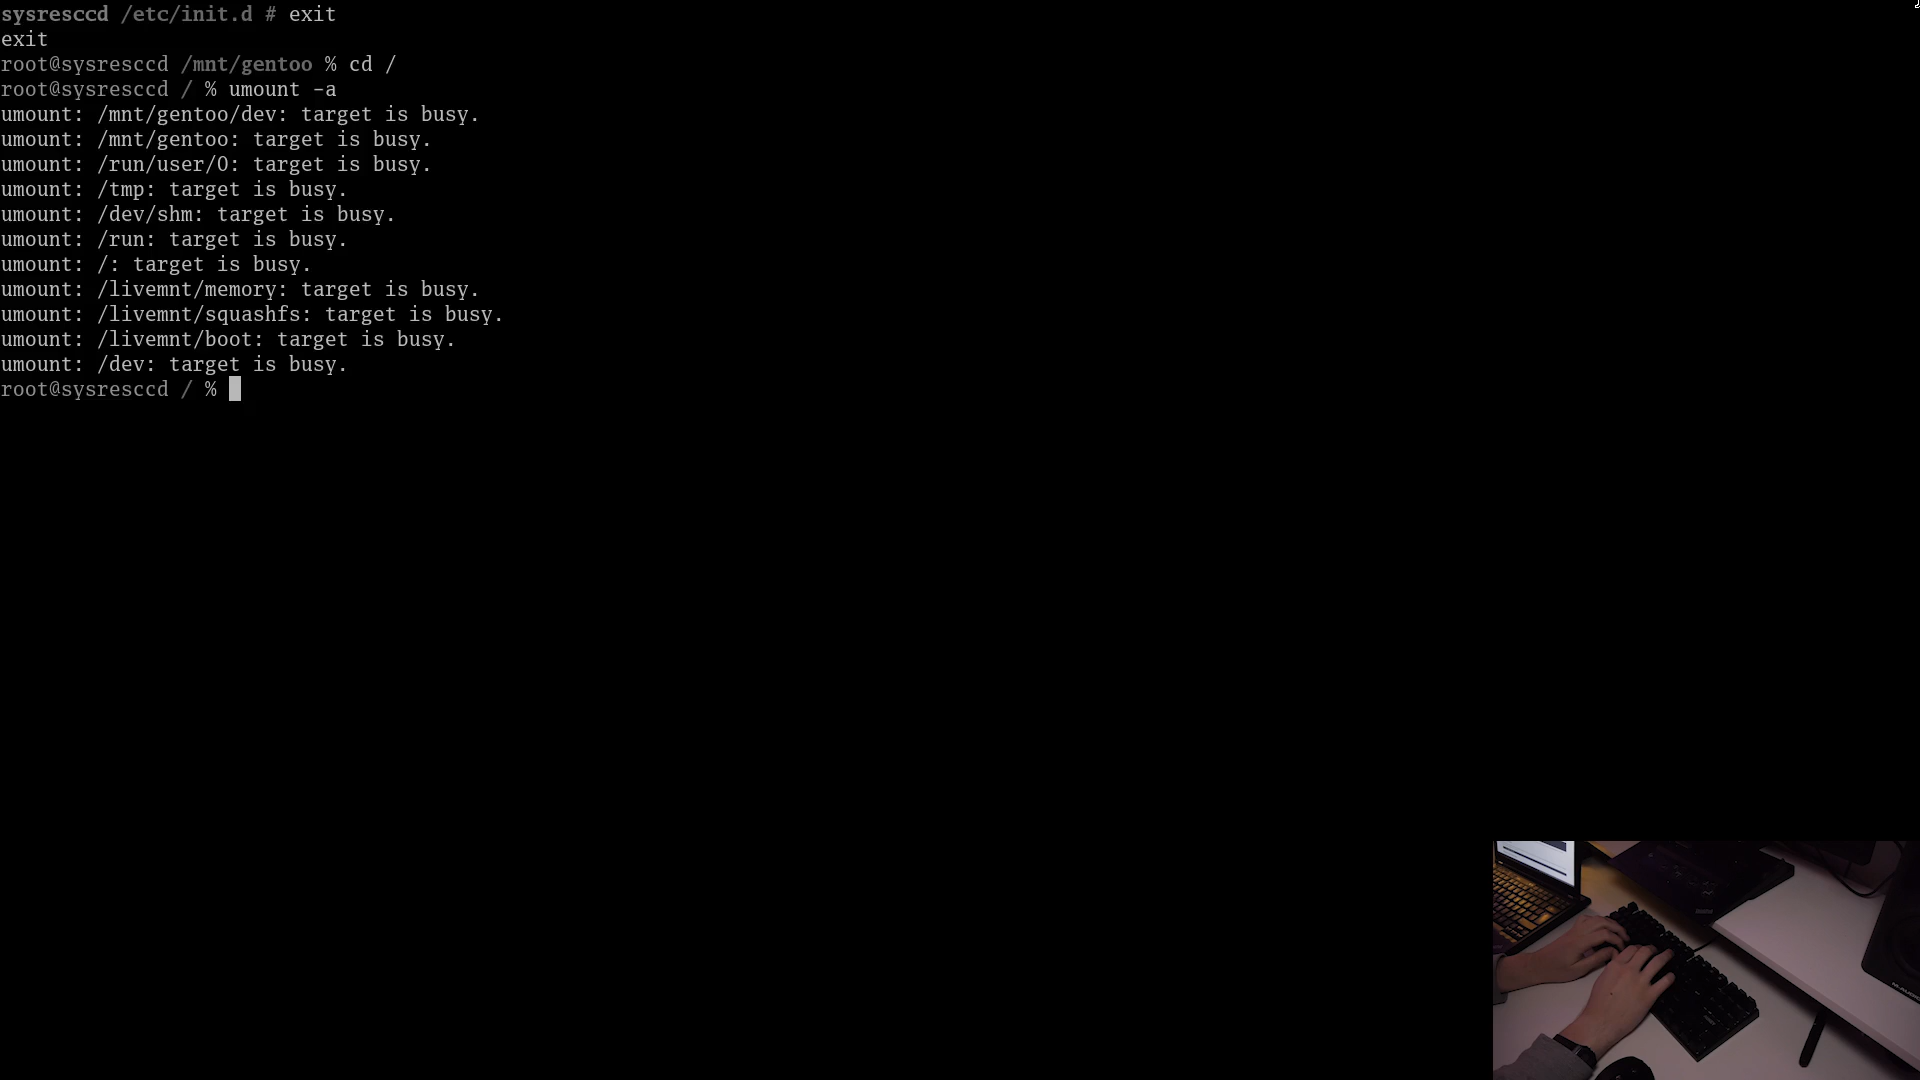 sysresccd /etc/init.d # exit
exit
root@sysresccd /mnt/gentoo % cd /
root@sysresccd / % umount -a
umount: /mnt/gentoo/dev: target is busy.
umount: /mnt/gentoo: target is busy.
umount: /run/user/0: target is busy.
umount: /tmp: target is busy.
umount: /dev/shm: target is busy.
umount: /run: target is busy.
umount: /: target is busy.
umount: /livemnt/memory: target is busy.
umount: /livemnt/squashfs: target is busy.
umount: /livemnt/boot: target is busy.
umount: /dev: target is busy.
root@sysresccd / %